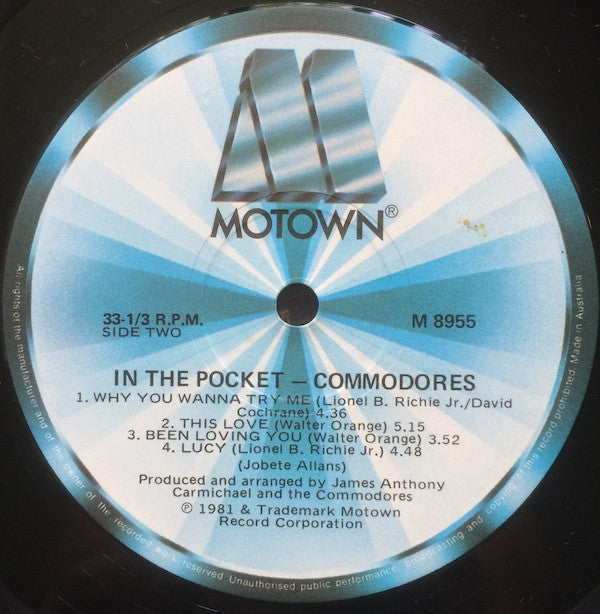 MOTOWN®
33-1/3 R.P.M.
SIDE TWO
M 8955
IN THE POCKET – COMMODORES
1. WHY YOU WANNA TRY ME (Lionel B. Richie Jr./David
Cochrane) 4.36
2. THIS LOVE (Walter Orange) 5.15
3. BEEN LOVING YOU (Walter Orange) 3.52
4. LUCY (Lionel B. Richie Jr.) 4.48
(Jobete Allans)
Produced and arranged by James Anthony
Carmichael and the Commodores
℗ 1981 & Trademark Motown
Record Corporation
All rights of the manufacturer and of the owner of the recorded work reserved Unauthorised public performance, broadcasting and copying of this record prohibited. Made in Australia